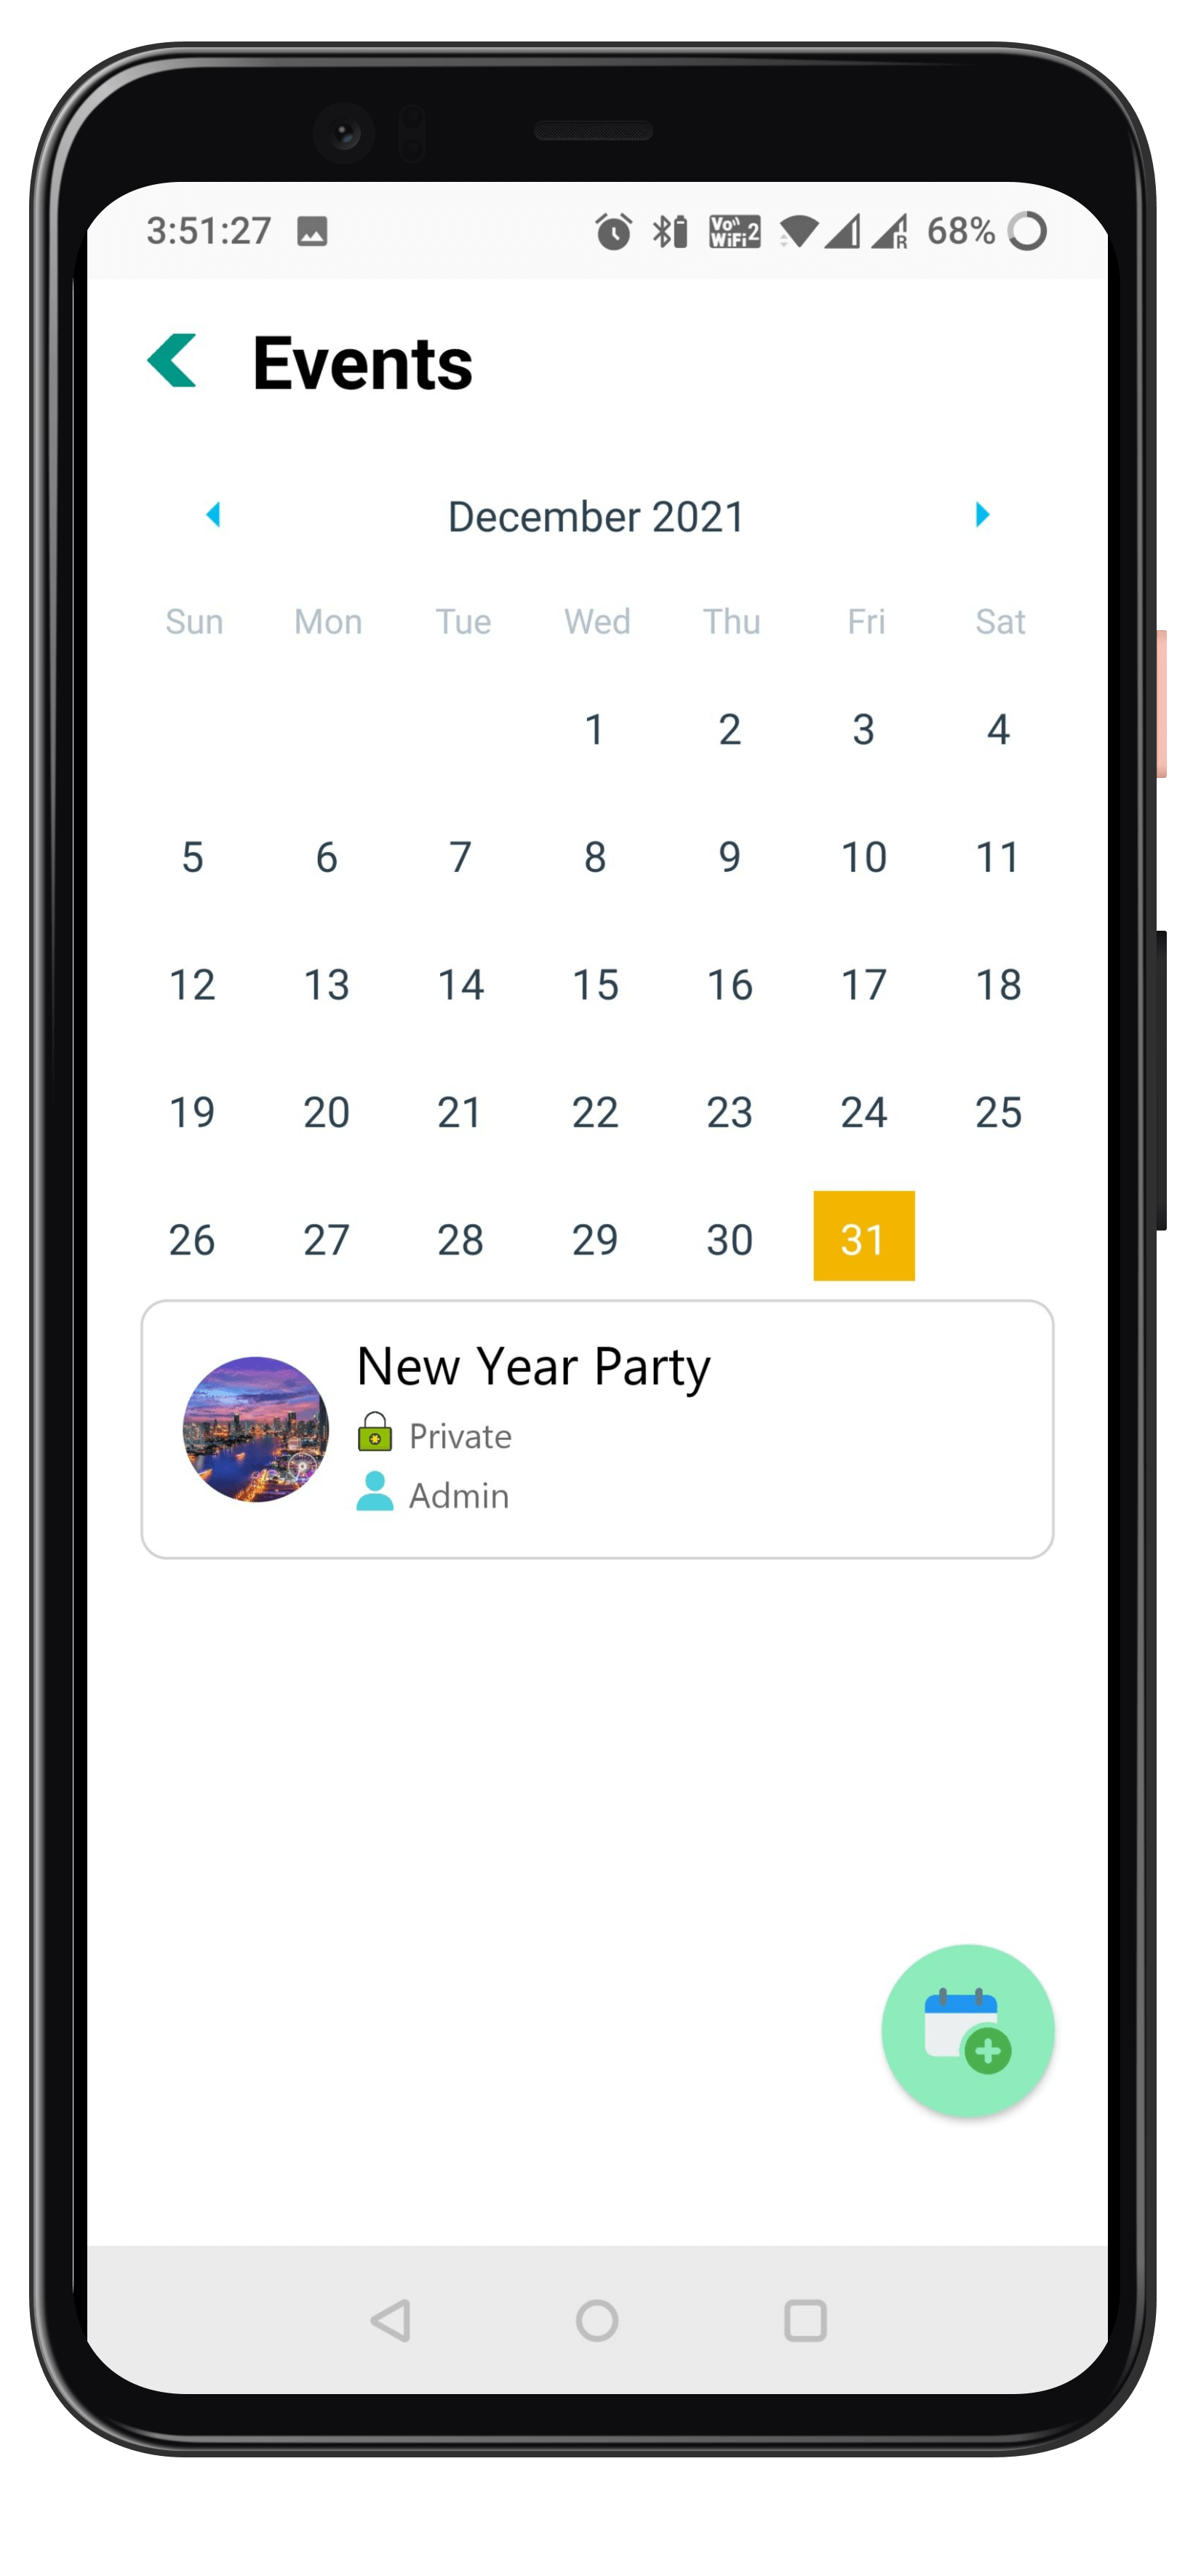 3:51:27 Vo)) WiFi 2 R 68%
Events
December 2021
Sun Mon Tue Wed Thu Fri Sat
1 2 3 4
5 6 7 8 9 10 11
12 13 14 15 16 17 18
19 20 21 22 23 24 25
26 27 28 29 30 31
New Year Party
Private
Admin